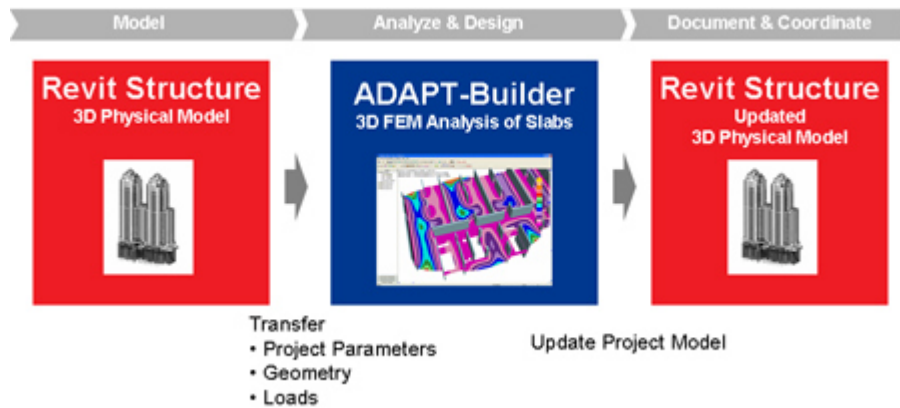 Model
Analyze & Design
Document & Coordinate
Revit Structure
3D Physical Model
ADAPT-Builder
3D FEM Analysis of Slabs
Revit Structure
Updated
3D Physical Model
Transfer
• Project Parameters
• Geometry
• Loads
Update Project Model